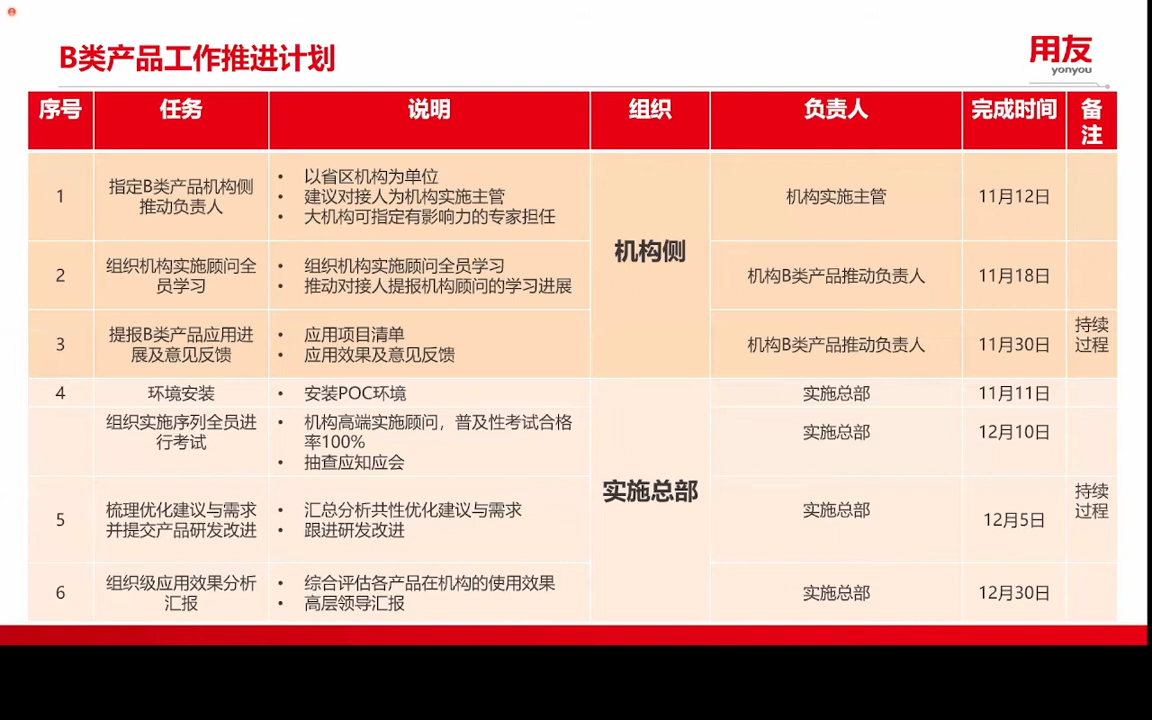 B类产品工作推进计划
用友
yonyou
序号
任务
说明
组织
负责人
完成时间
备
注
1
指定B类产品机构侧
推动负责人
• 以省区机构为单位
• 建议对接人为机构实施主管
• 大机构可指定有影响力的专家担任
机构侧
机构实施主管
11月12日
2
组织机构实施顾问全
员学习
• 组织机构实施顾问全员学习
• 推动对接人提报机构顾问的学习进展
机构B类产品推动负责人
11月18日
3
提报B类产品应用进
展及意见反馈
• 应用项目清单
• 应用效果及意见反馈
机构B类产品推动负责人
11月30日
持续
过程
4
环境安装
• 安装POC环境
实施总部
实施总部
11月11日
组织实施序列全员进
行考试
• 机构高端实施顾问，普及性考试合格
率100%
• 抽查应知应会
实施总部
12月10日
5
梳理优化建议与需求
并提交产品研发改进
• 汇总分析共性优化建议与需求
• 跟进研发改进
实施总部
12月5日
持续
过程
6
组织级应用效果分析
汇报
• 综合评估各产品在机构的使用效果
• 高层领导汇报
实施总部
12月30日